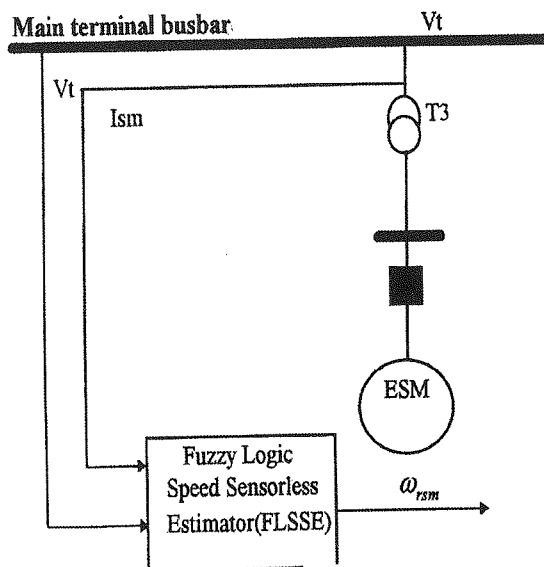 Main terminal busbar
Vt
Vt
Ism
T3
ESM
Fuzzy Logic
Speed Sensorless
Estimator(FLSSE)
ωrsm